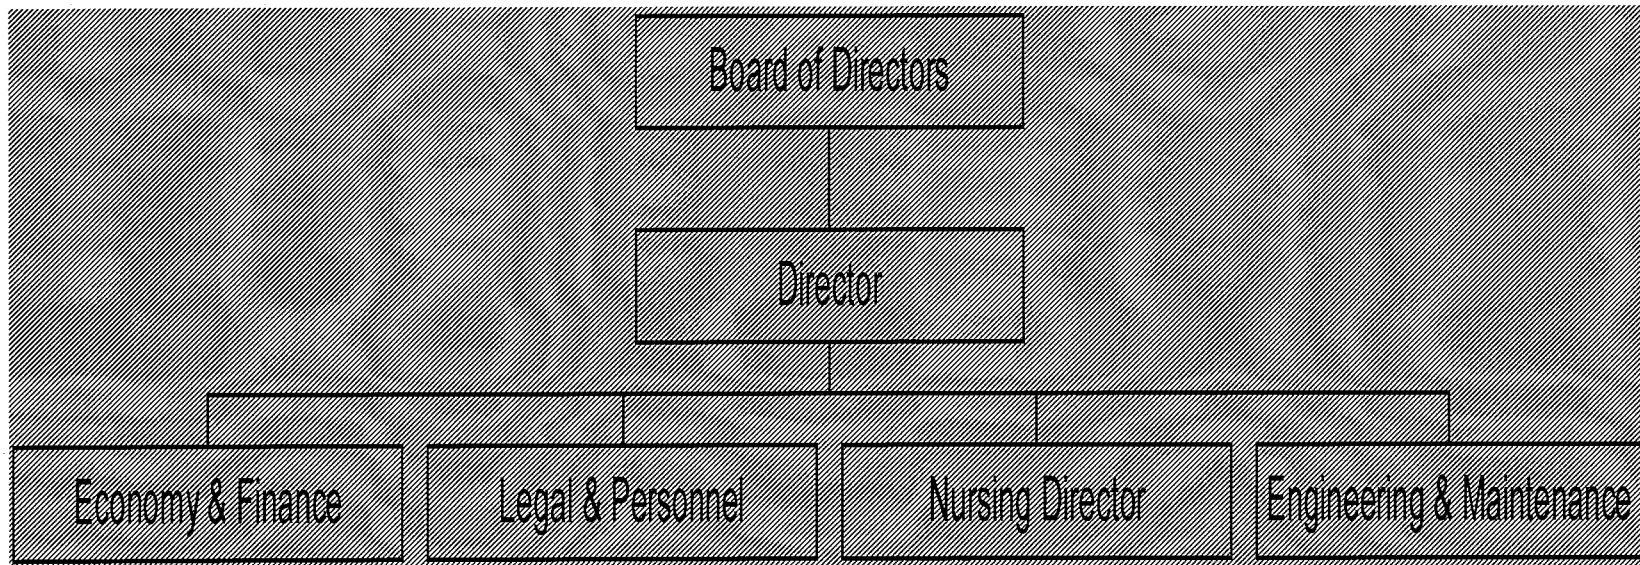 Board of Directors
Director
Economy & Finance
Legal & Personnel
Nursing Director
Engineering & Maintenance